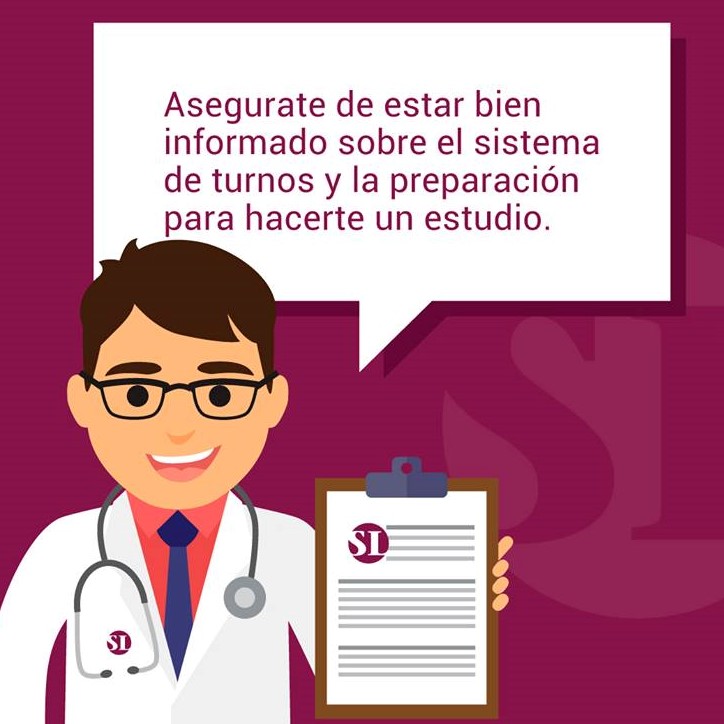 Asegurate de estar bien
informado sobre el sistema
de turnos y la preparación
para hacerte un estudio.
SL
SL
SL